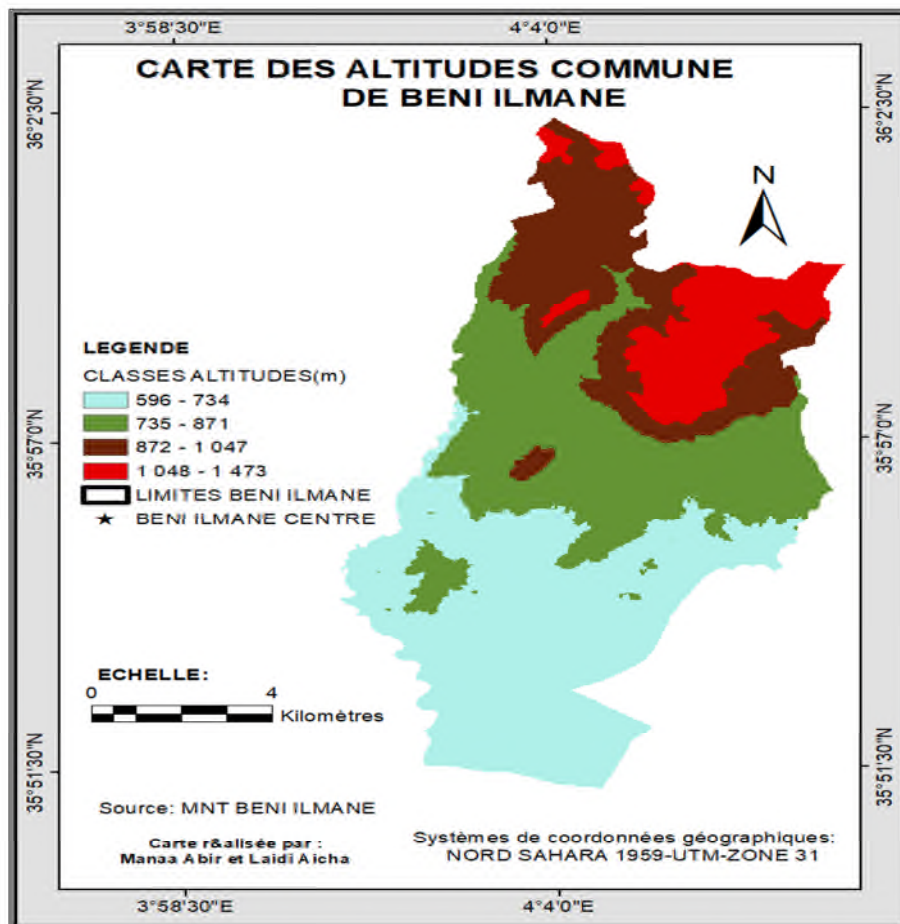 3°58'30"E
4°4'0"E
CARTE DES ALTITUDES COMMUNE
DE BENI ILMANE
36°2'30"N
36°2'30"N
N
LEGENDE
CLASSES ALTITUDES(m)
596 - 734
735 - 871
872 - 1 047
1 048 - 1 473
LIMITES BENI ILMANE
BENI ILMANE CENTRE
35°57'0"N
35°57'0"N
ECHELLE:
0 4
Kilomètres
35°51'30"N
35°51'30"N
Source: MNT BENI ILMANE
Carte r&alisée par :
Manaa Abir et Laidi Aicha
Systèmes de coordonnées géographiques:
NORD SAHARA 1959-UTM-ZONE 31
3°58'30"E
4°4'0"E